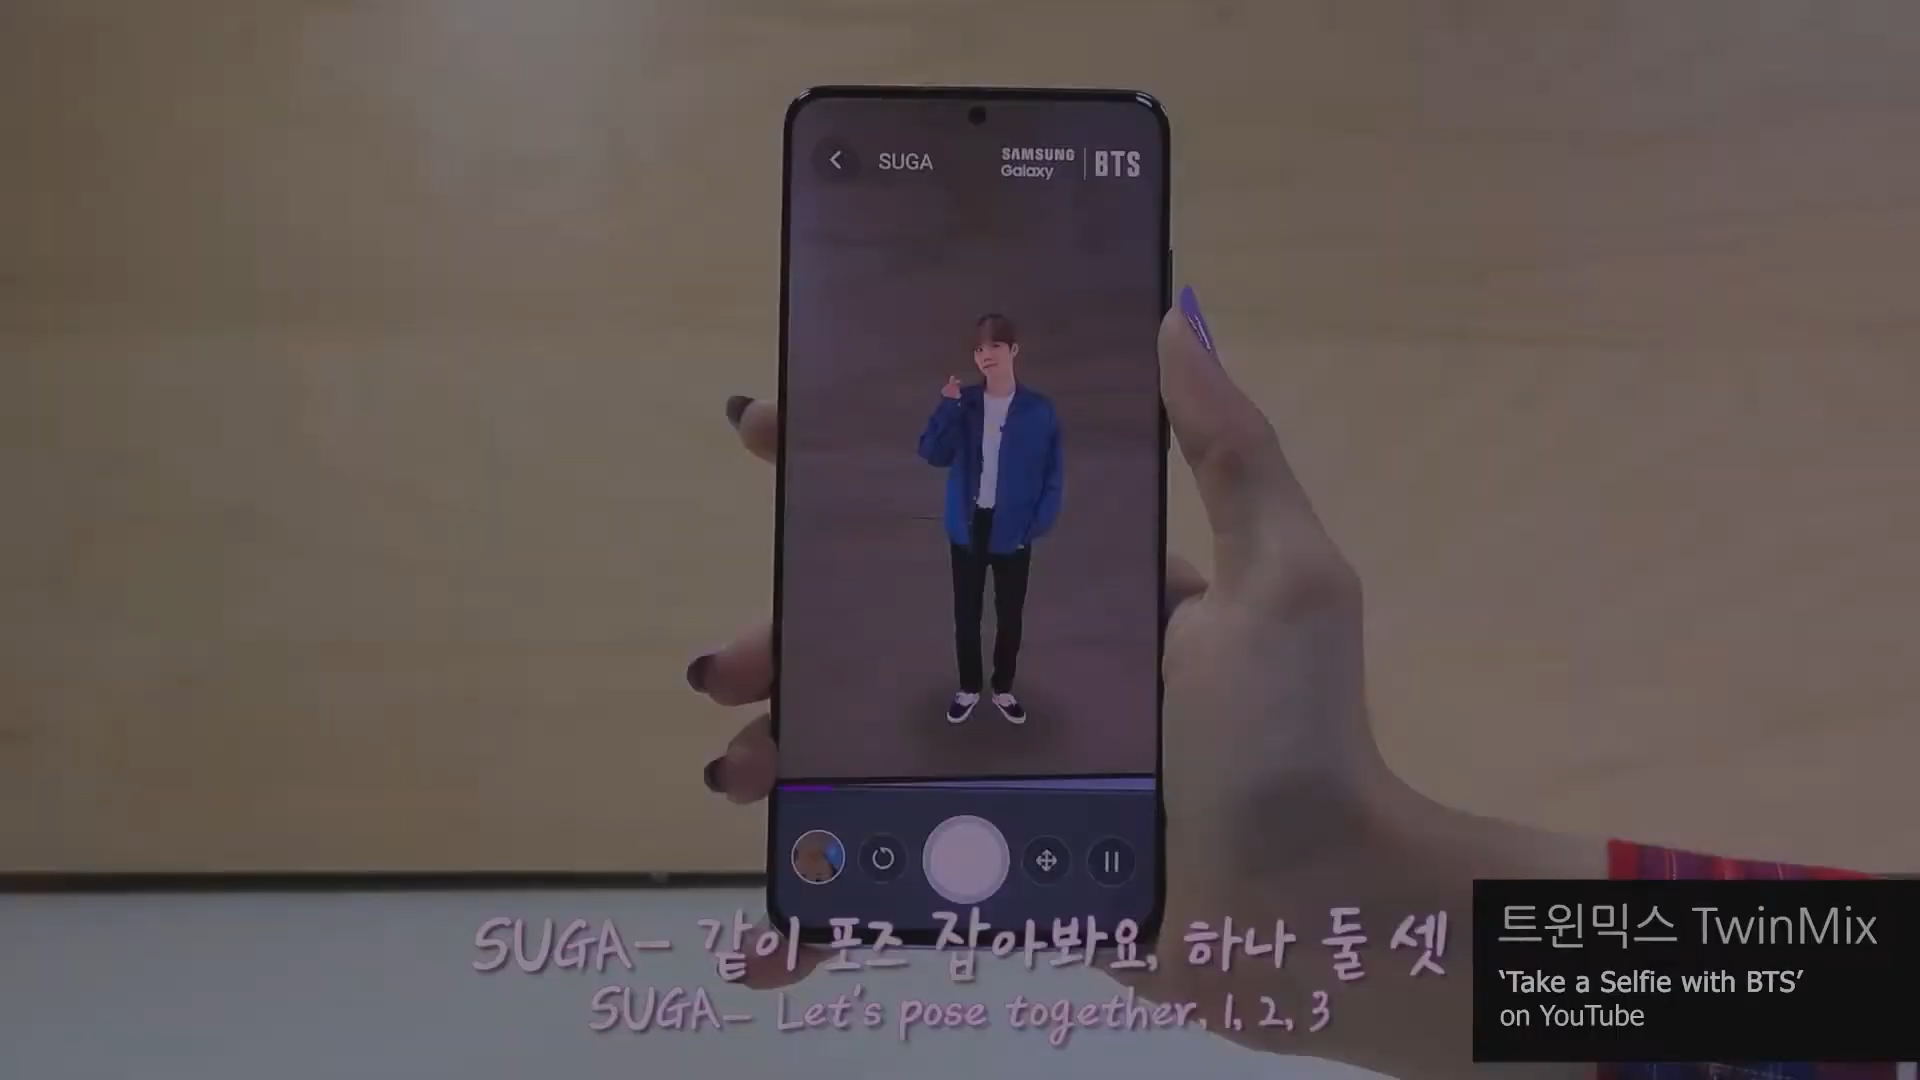 SUGA
SAMSUNG
Galaxy
BTS
SUGA- 같이 포즈 잡아봐요, 하나 둘 셋
SUGA- Let's pose together, 1, 2, 3
트윈믹스 TwinMix
‘Take a Selfie with BTS’
on YouTube